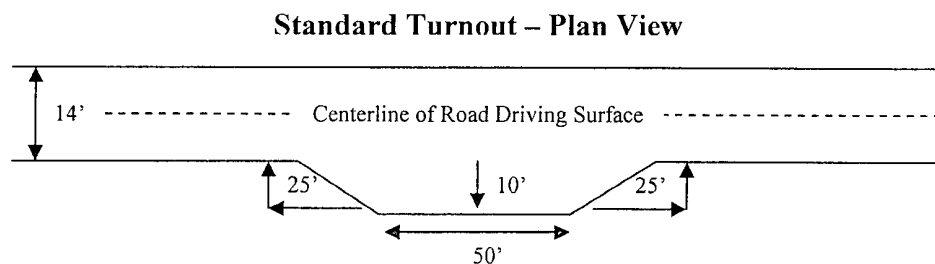 Standard Turnout – Plan View
14’
Centerline of Road Driving Surface
25’
10’
25’
50’